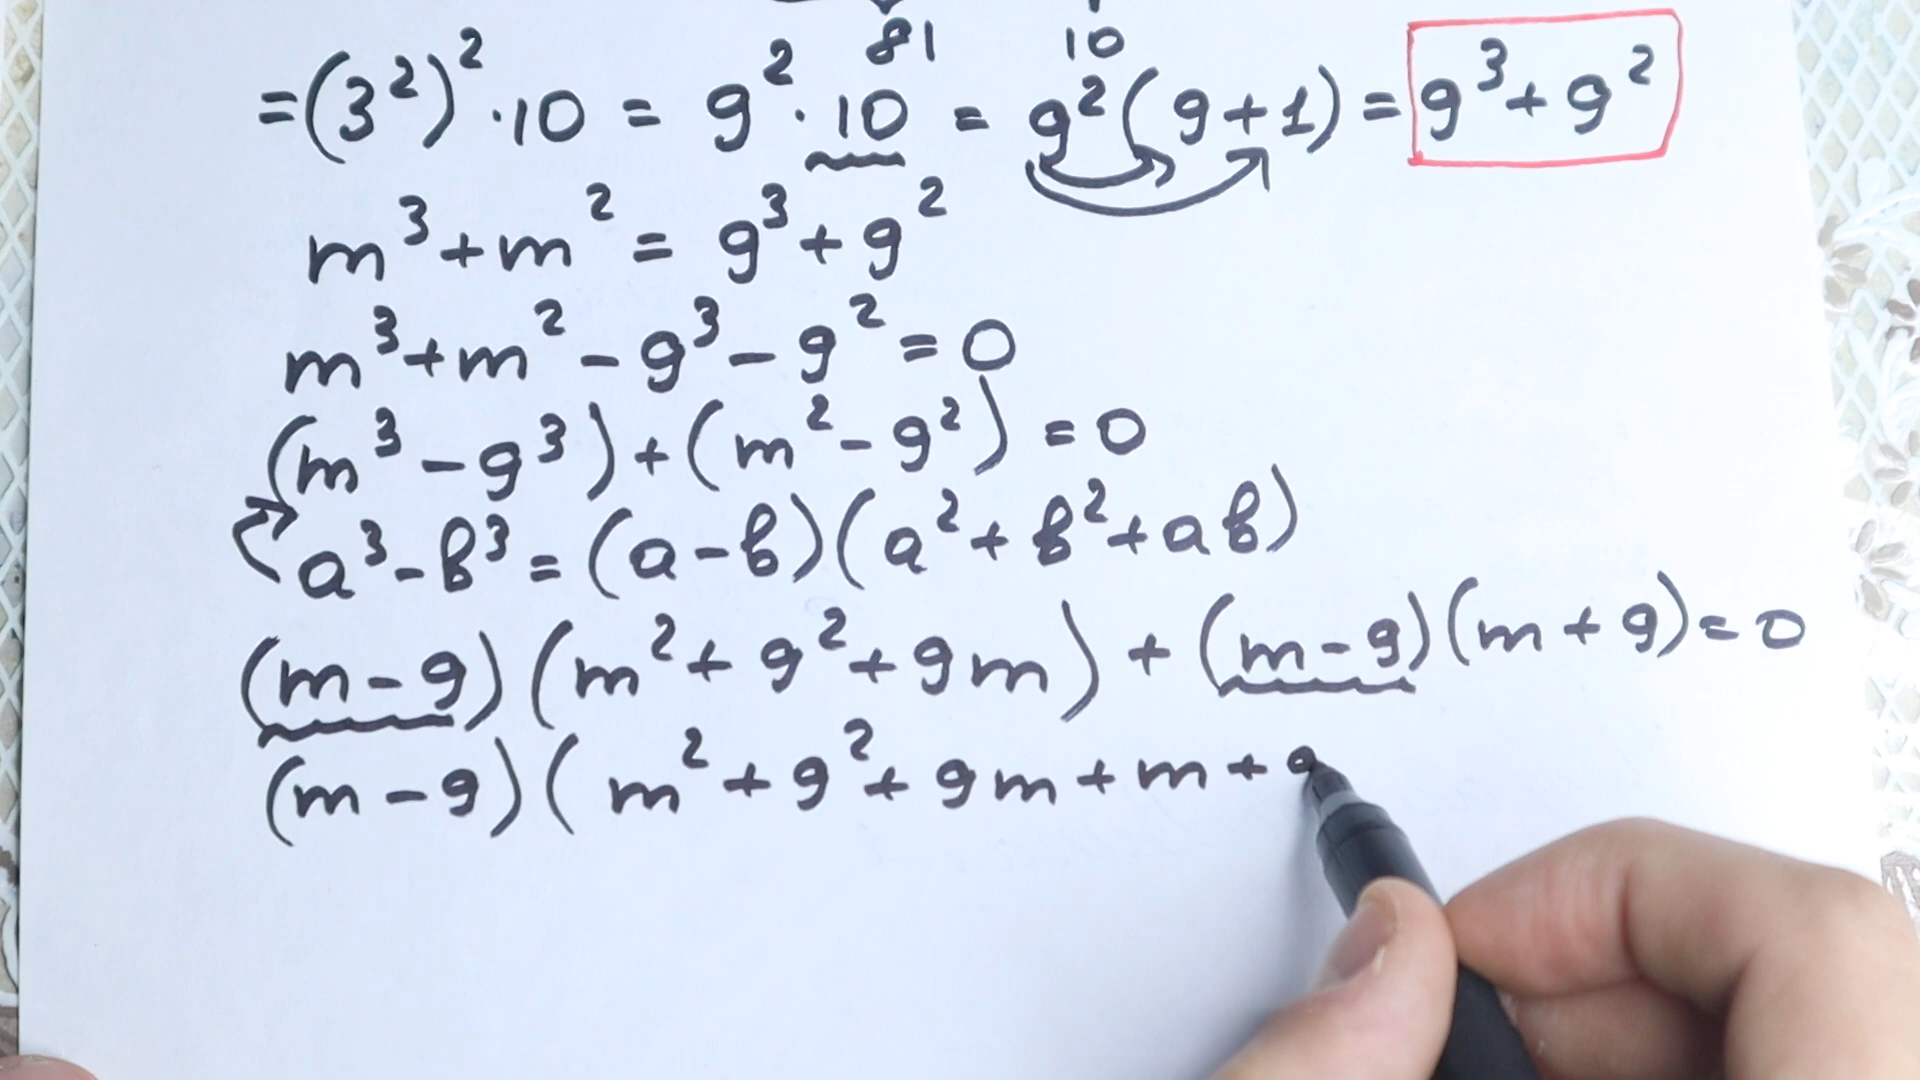 81 10
=(3²)²·10 = 9²·10 = 9²(9+1) = 9³+9²
m³+m² = 9³+9²
m³+m²-9³-9²=0
(m³-9³)+(m²-9²)=0
a³-b³=(a-b)(a²+b²+ab)
(m-9)(m²+9²+9m)+(m-9)(m+9)=0
(m-9)(m²+9²+9m+m+9